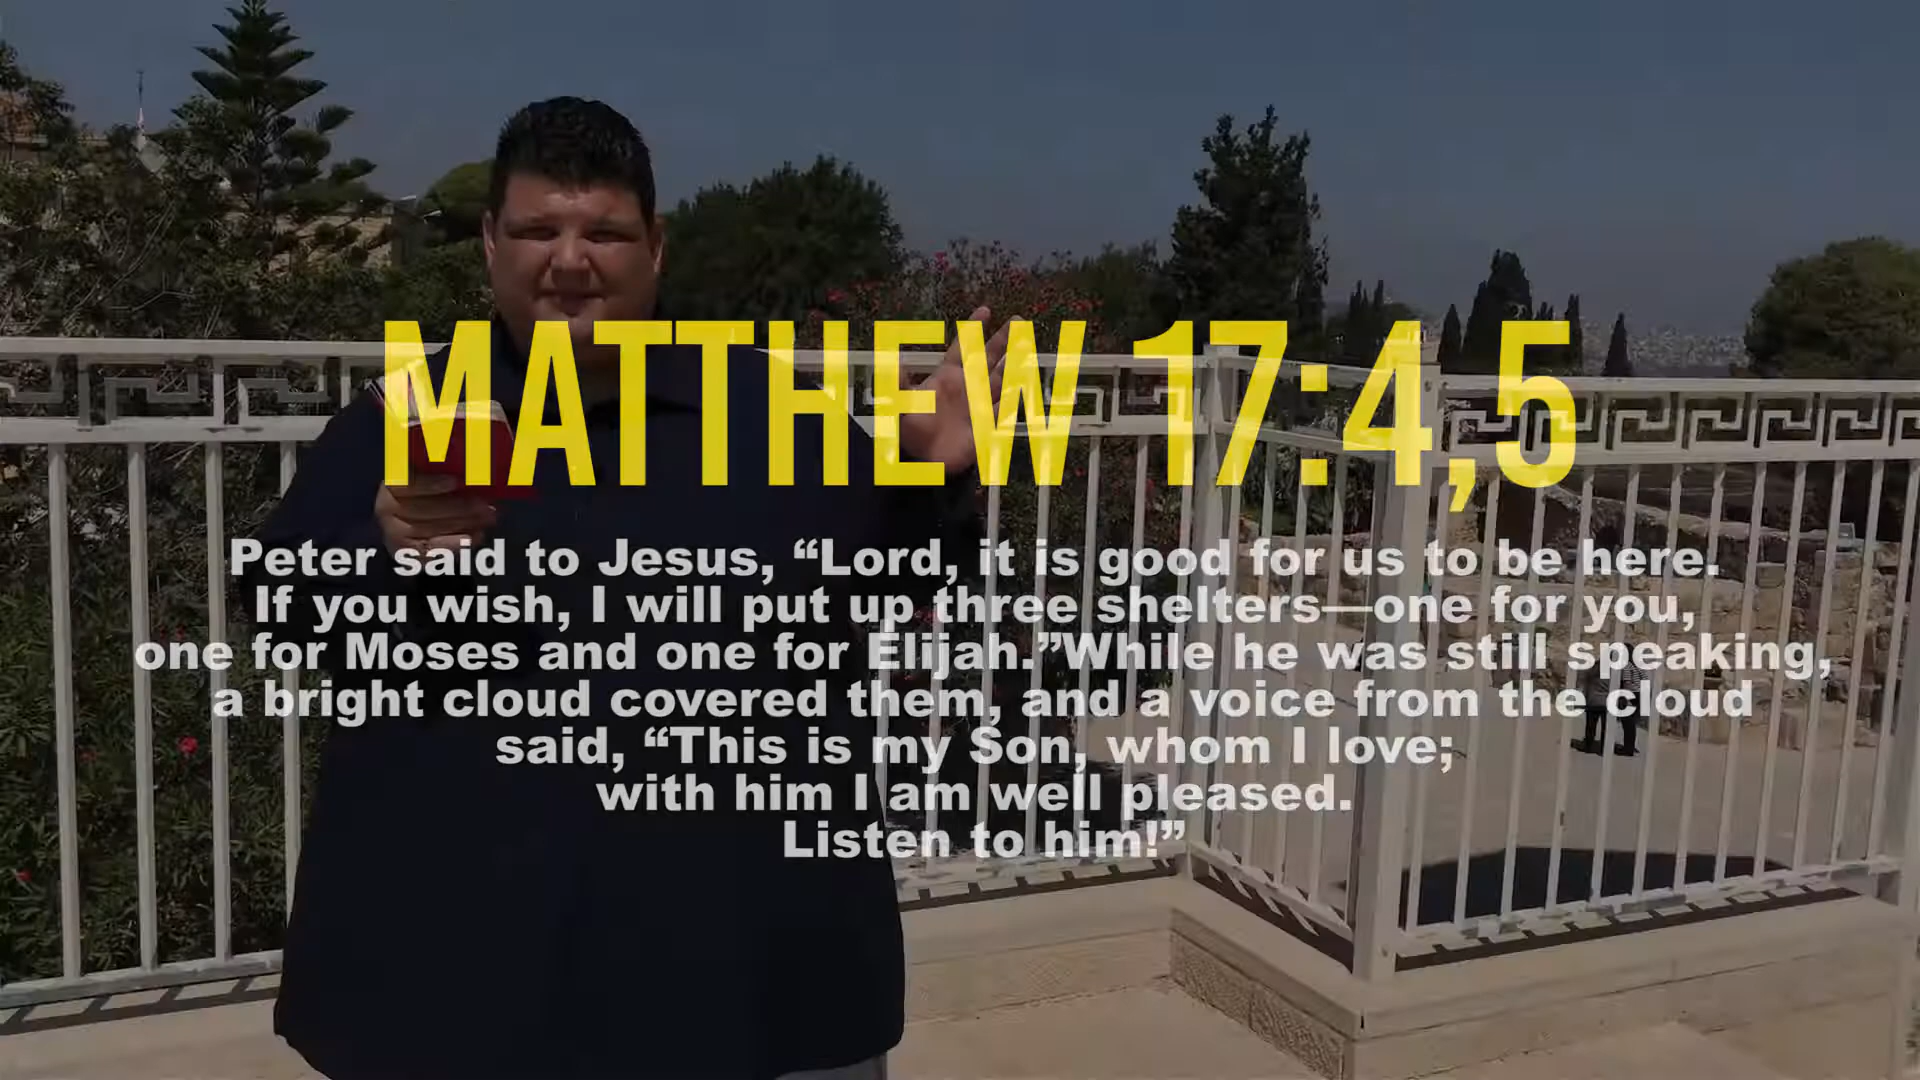 MATTHEW 17:4,5
Peter said to Jesus, “Lord, it is good for us to be here.
If you wish, I will put up three shelters—one for you,
one for Moses and one for Elijah.”While he was still speaking,
a bright cloud covered them, and a voice from the cloud
said, “This is my Son, whom I love;
with him I am well pleased.
Listen to him!”